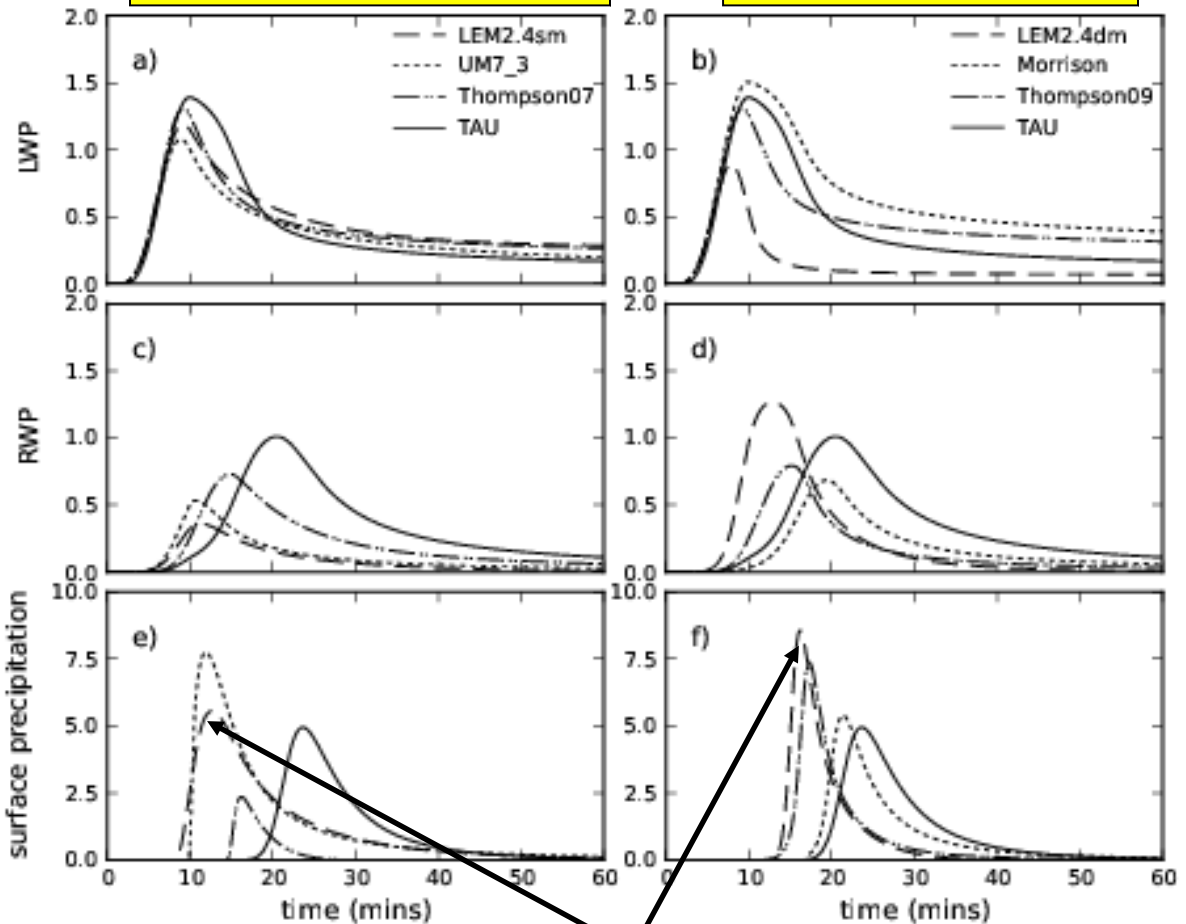 2.0
1.5
1.0
0.5
0.0
LWP
a)
LEM2.4sm
UM7_3
Thompson07
TAU
2.0
1.5
1.0
0.5
0.0
b)
LEM2.4dm
Morrison
Thompson09
TAU
2.0
1.5
1.0
0.5
0.0
RWP
c)
2.0
1.5
1.0
0.5
0.0
d)
10.0
7.5
5.0
2.5
0.0
surface precipitation
e)
0 10 20 30 40 50 60
time (mins)
10.0
7.5
5.0
2.5
0.0
f)
0 10 20 30 40 50 60
time (mins)